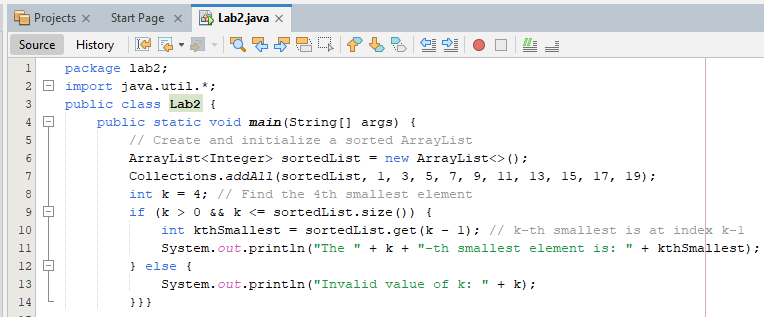 Projects × Start Page × Lab2.java ×
Source History
1 package lab2;
2 import java.util.*;
3 public class Lab2 {
4     public static void main(String[] args) {
5         // Create and initialize a sorted ArrayList
6         ArrayList<Integer> sortedList = new ArrayList<>();
7         Collections.addAll(sortedList, 1, 3, 5, 7, 9, 11, 13, 15, 17, 19);
8         int k = 4; // Find the 4th smallest element
9         if (k > 0 && k <= sortedList.size()) {
10             int kthSmallest = sortedList.get(k - 1); // k-th smallest is at index k-1
11             System.out.println("The " + k + "-th smallest element is: " + kthSmallest);
12         } else {
13             System.out.println("Invalid value of k: " + k);
14         }}}